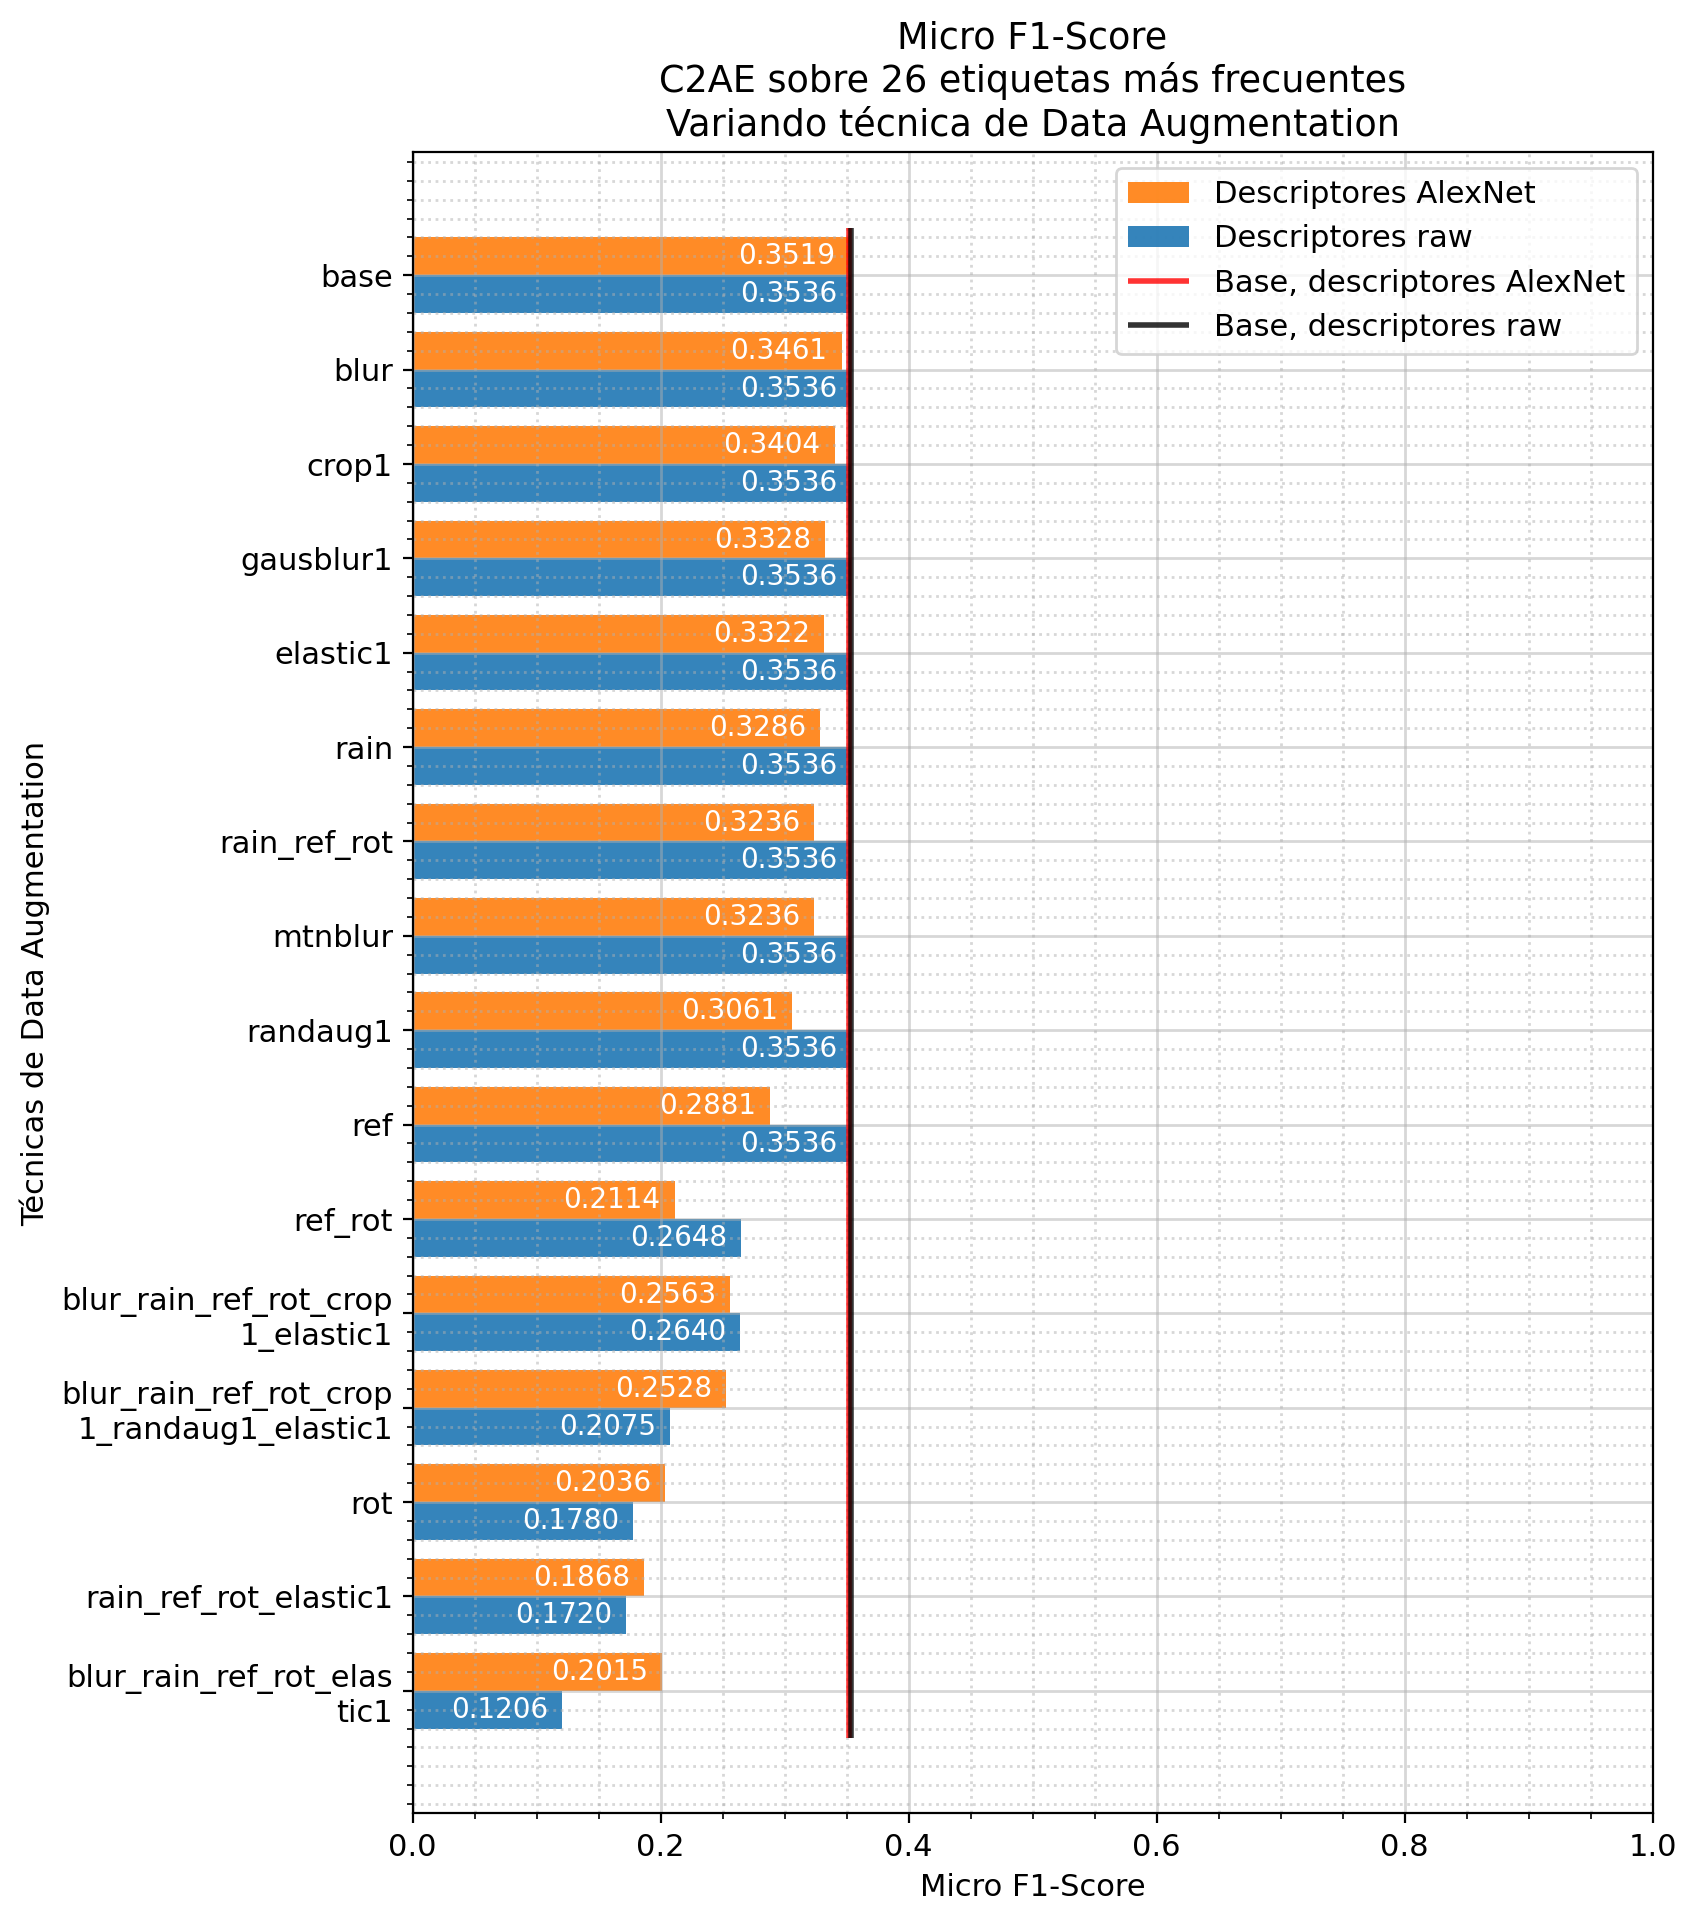 Micro F1-Score
C2AE sobre 26 etiquetas más frecuentes
Variando técnica de Data Augmentation
Descriptores AlexNet
Descriptores raw
Base, descriptores AlexNet
Base, descriptores raw
Técnicas de Data Augmentation
base
0.3519
0.3536
blur
0.3461
0.3536
crop1
0.3404
0.3536
gausblur1
0.3328
0.3536
elastic1
0.3322
0.3536
rain
0.3286
0.3536
rain_ref_rot
0.3236
0.3536
mtnblur
0.3236
0.3536
randaug1
0.3061
0.3536
ref
0.2881
0.3536
ref_rot
0.2114
0.2648
blur_rain_ref_rot_crop
1_elastic1
0.2563
0.2640
blur_rain_ref_rot_crop
1_randaug1_elastic1
0.2528
0.2075
rot
0.2036
0.1780
rain_ref_rot_elastic1
0.1868
0.1720
blur_rain_ref_rot_elas
tic1
0.2015
0.1206
0.0 0.2 0.4 0.6 0.8 1.0
Micro F1-Score